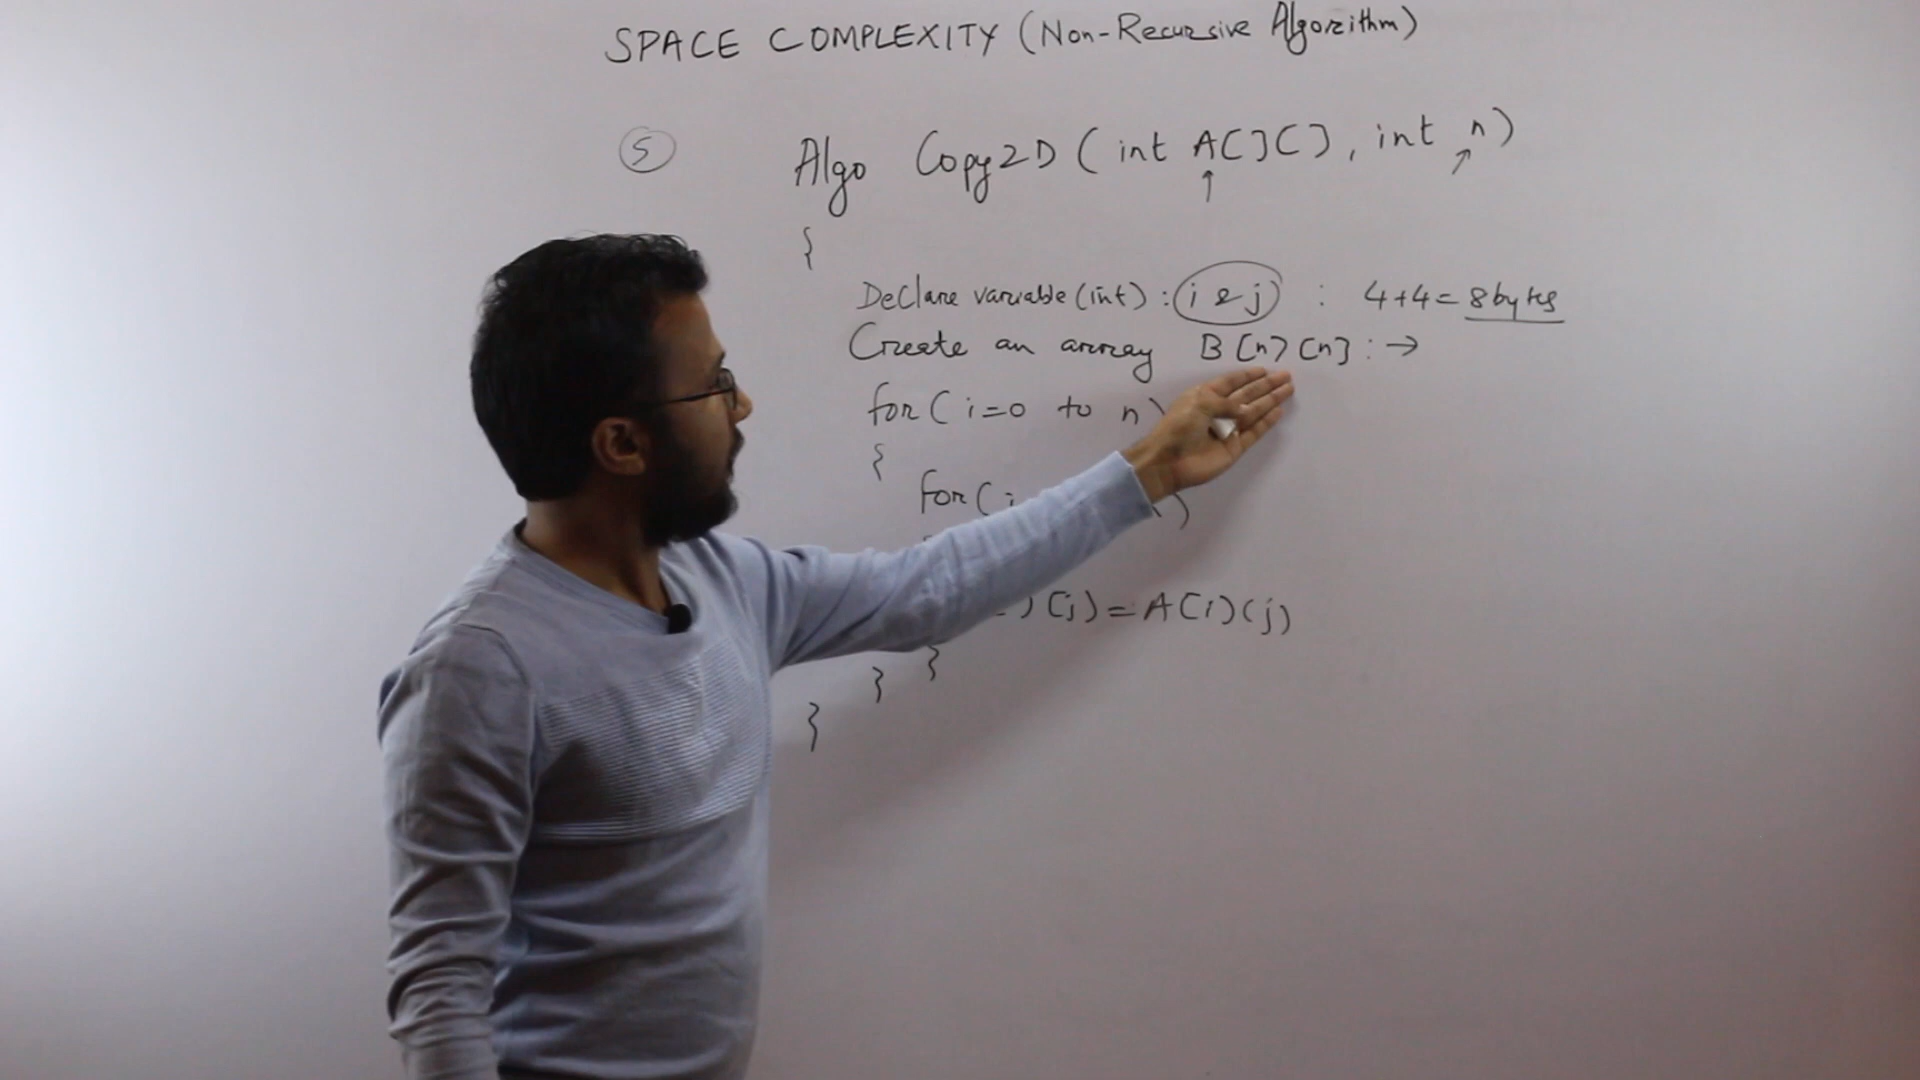 SPACE COMPLEXITY (Non-Recursive Algorithm)
5 Algo Copy2D ( int A[][], int n)
↑ ↗
{
Declare variable (int) : i & j : 4+4 = 8 bytes
Create an array B[n][n] : →
for ( i=0 to n)
{
for (
) [j] = A[i][j]
}
}
}